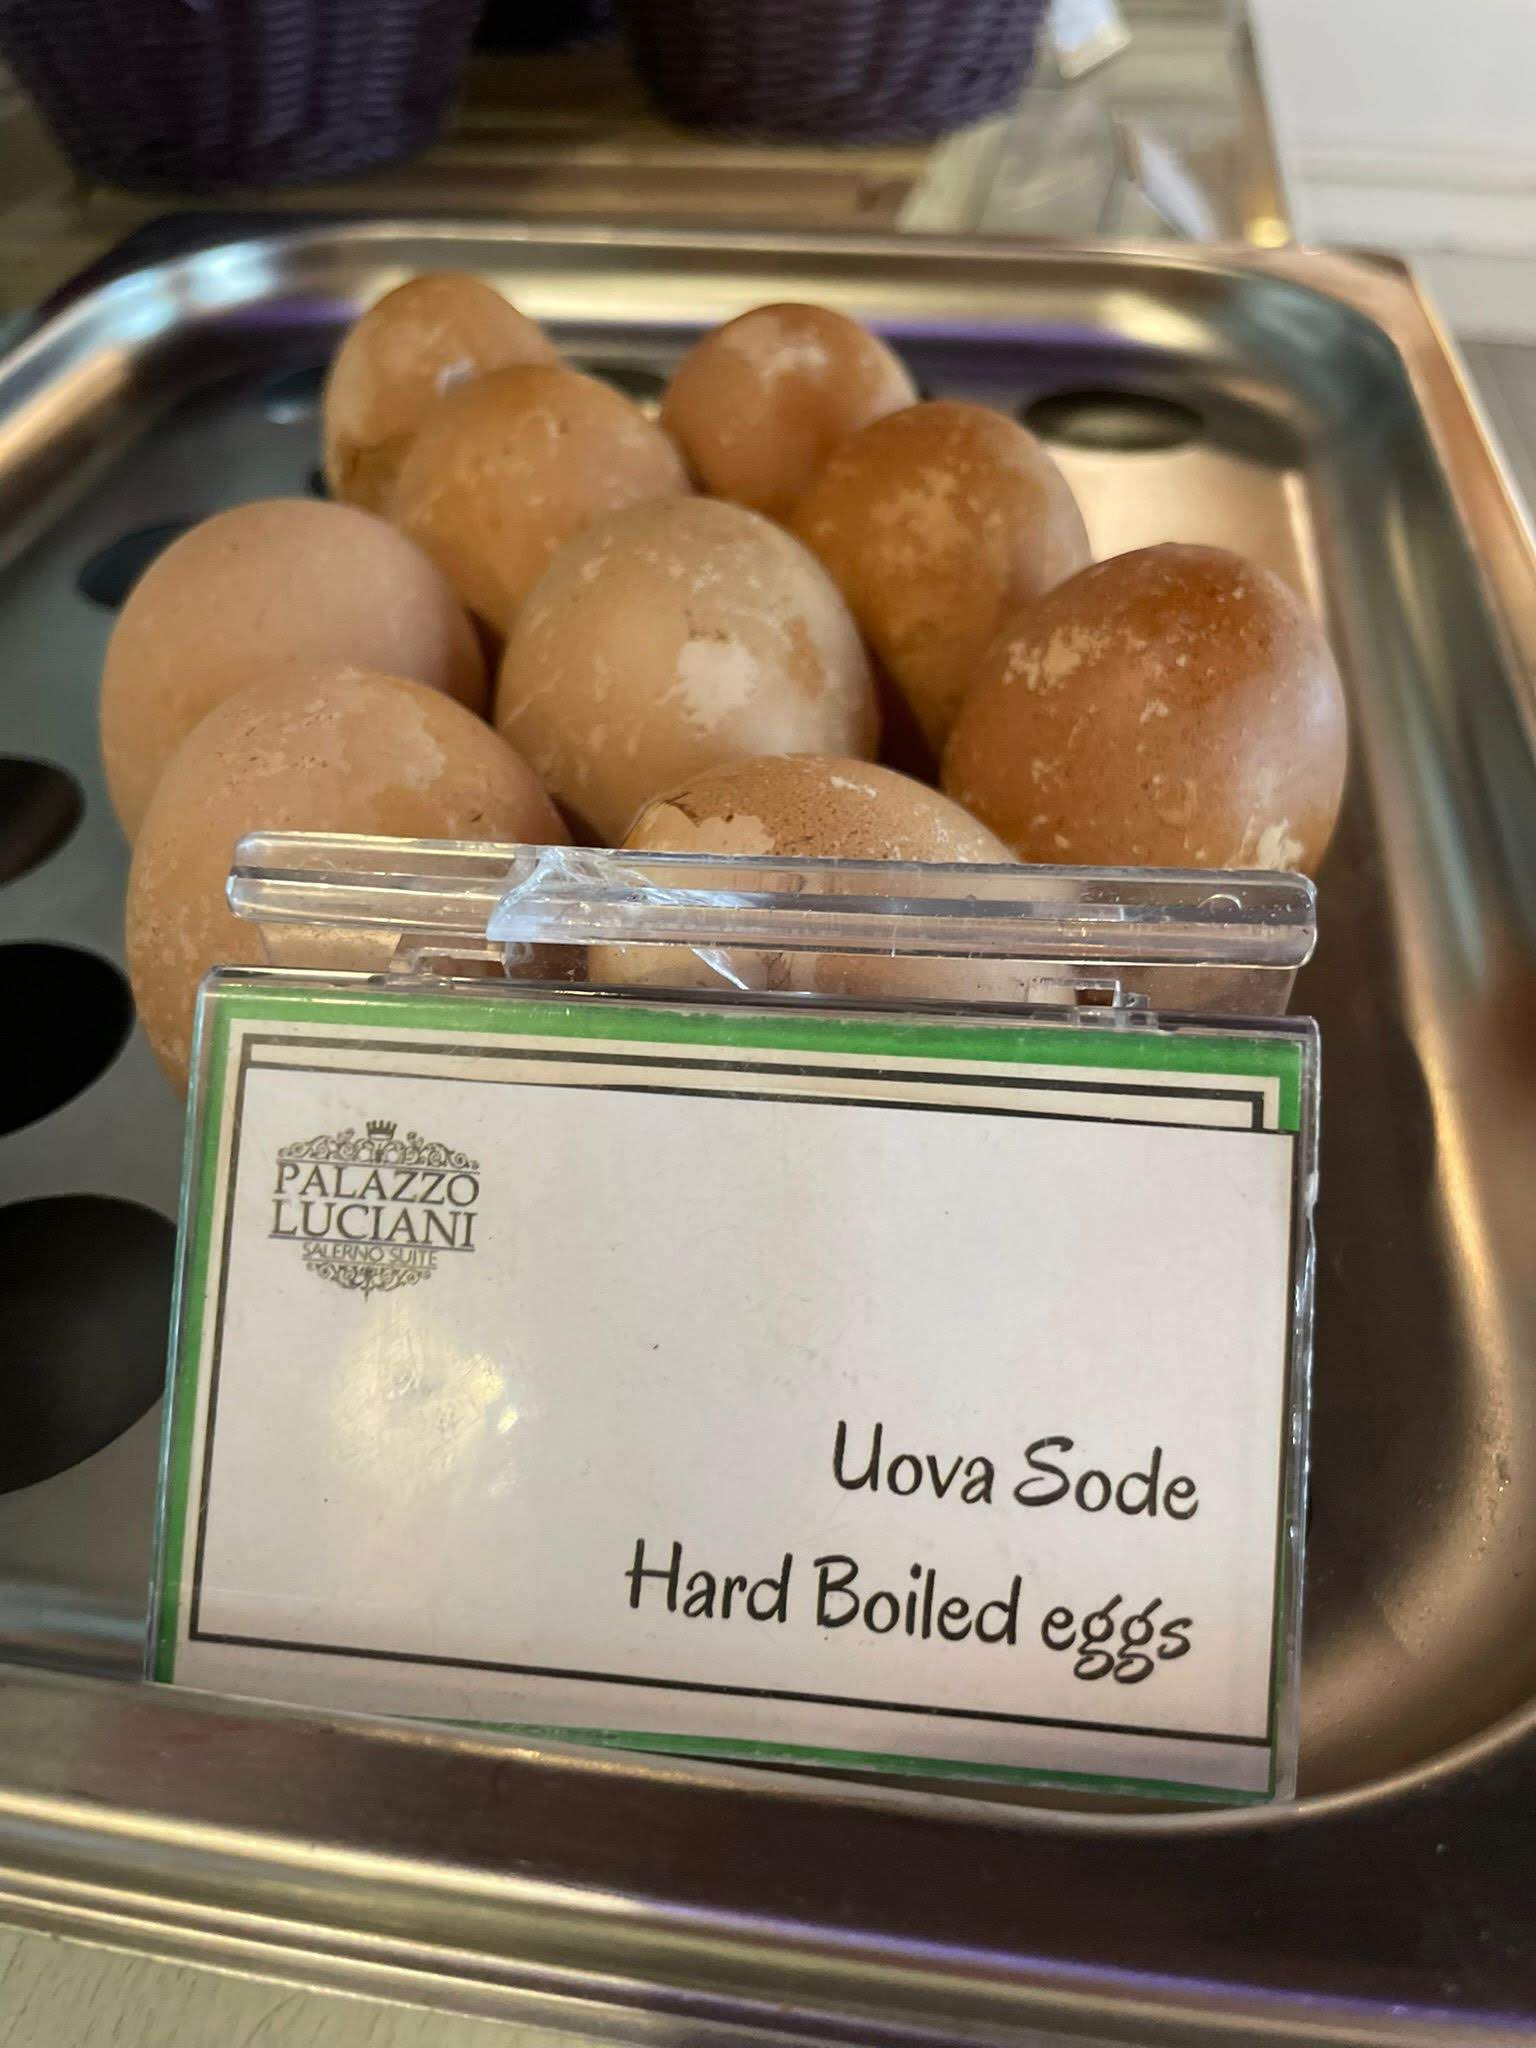 PALAZZO
LUCIANI
SALERNO SUITE
Uova Sode
Hard Boiled eggs